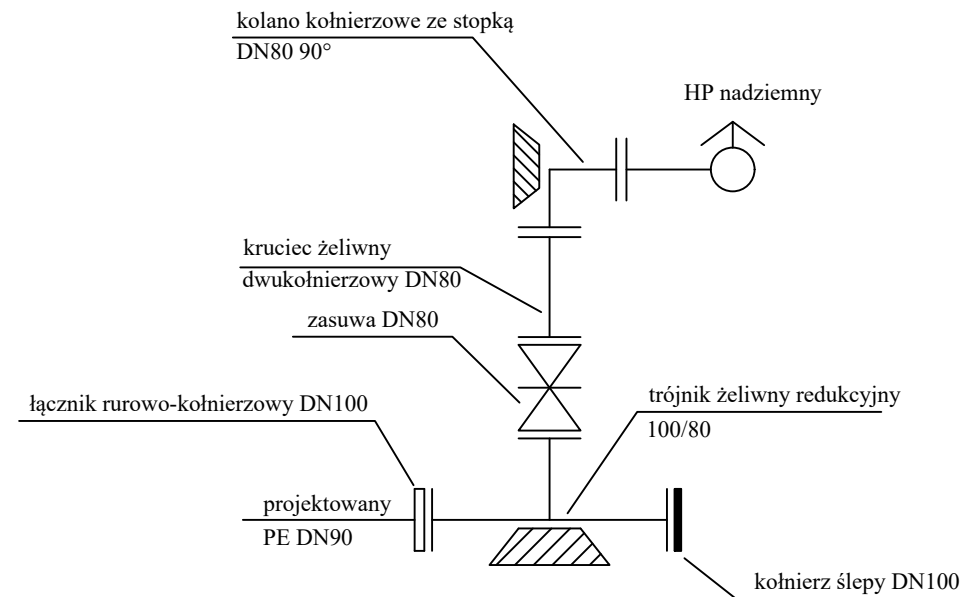 kolano kołnierzowe ze stopką
DN80 90°
HP nadziemny
kruciec żeliwny
dwukołnierzowy DN80
zasuwa DN80
trójnik żeliwny redukcyjny
100/80
łącznik rurowo-kołnierzowy DN100
projektowany
PE DN90
kołnierz ślepy DN100